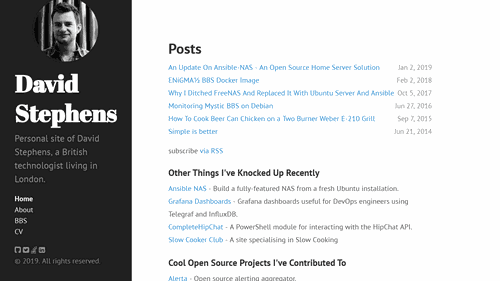 David
Stephens
Personal site of David
Stephens, a British
technologist living in
London.
Home
About
BBS
CV
© 2019. All rights reserved.
Posts
An Update On Ansible-NAS - An Open Source Home Server Solution Jan 2, 2019
ENiGMA½ BBS Docker Image Feb 2, 2018
Why I Ditched FreeNAS And Replaced It With Ubuntu Server And Ansible Oct 5, 2017
Monitoring Mystic BBS on Debian Jun 27, 2016
How To Cook Beer Can Chicken on a Two Burner Weber E-210 Grill Sep 7, 2015
Simple is better Jun 21, 2014
subscribe via RSS
Other Things I've Knocked Up Recently
Ansible NAS - Build a fully-featured NAS from a fresh Ubuntu installation.
Grafana Dashboards - Grafana dashboards useful for DevOps engineers using
Telegraf and InfluxDB.
CompleteHipChat - A PowerShell module for interacting with the HipChat API.
Slow Cooker Club - A site specialising in Slow Cooking
Cool Open Source Projects I've Contributed To
Alerta - Open source alerting aggregator.